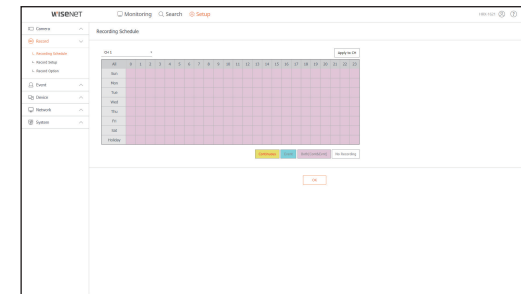 WISENET
Monitoring Search Setup
Camera
Record
Recording Schedule
Record Setup
Record Option
Event
Device
Network
System
Recording Schedule
CH 1
Apply to CH
All 0 1 2 3 4 5 6 7 8 9 10 11 12 13 14 15 16 17 18 19 20 21 22 23
Sun
Mon
Tue
Wed
Thu
Fri
Sat
Holiday
Continuous Event Both(Cont&Evt) No Recording
OK